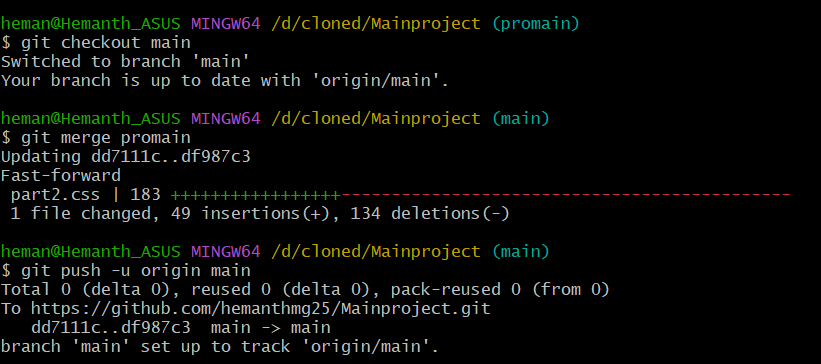 heman@Hemanth_ASUS MINGW64 /d/cloned/Mainproject (promain)
$ git checkout main
Switched to branch 'main'
Your branch is up to date with 'origin/main'.
heman@Hemanth_ASUS MINGW64 /d/cloned/Mainproject (main)
$ git merge promain
Updating dd7111c..df987c3
Fast-forward
 part2.css | 183 +++++++++++++++++---------------------------------------------
 1 file changed, 49 insertions(+), 134 deletions(-)
heman@Hemanth_ASUS MINGW64 /d/cloned/Mainproject (main)
$ git push -u origin main
Total 0 (delta 0), reused 0 (delta 0), pack-reused 0 (from 0)
To https://github.com/hemanthmg25/Mainproject.git
   dd7111c..df987c3  main -> main
branch 'main' set up to track 'origin/main'.